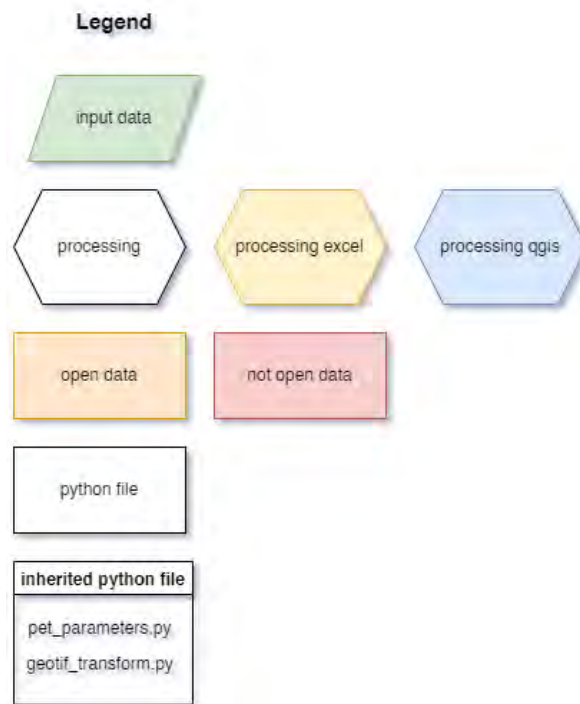 Legend
input data
processing
processing excel
processing qgis
open data
not open data
python file
inherited python file
pet_parameters.py
geotif_transform.py